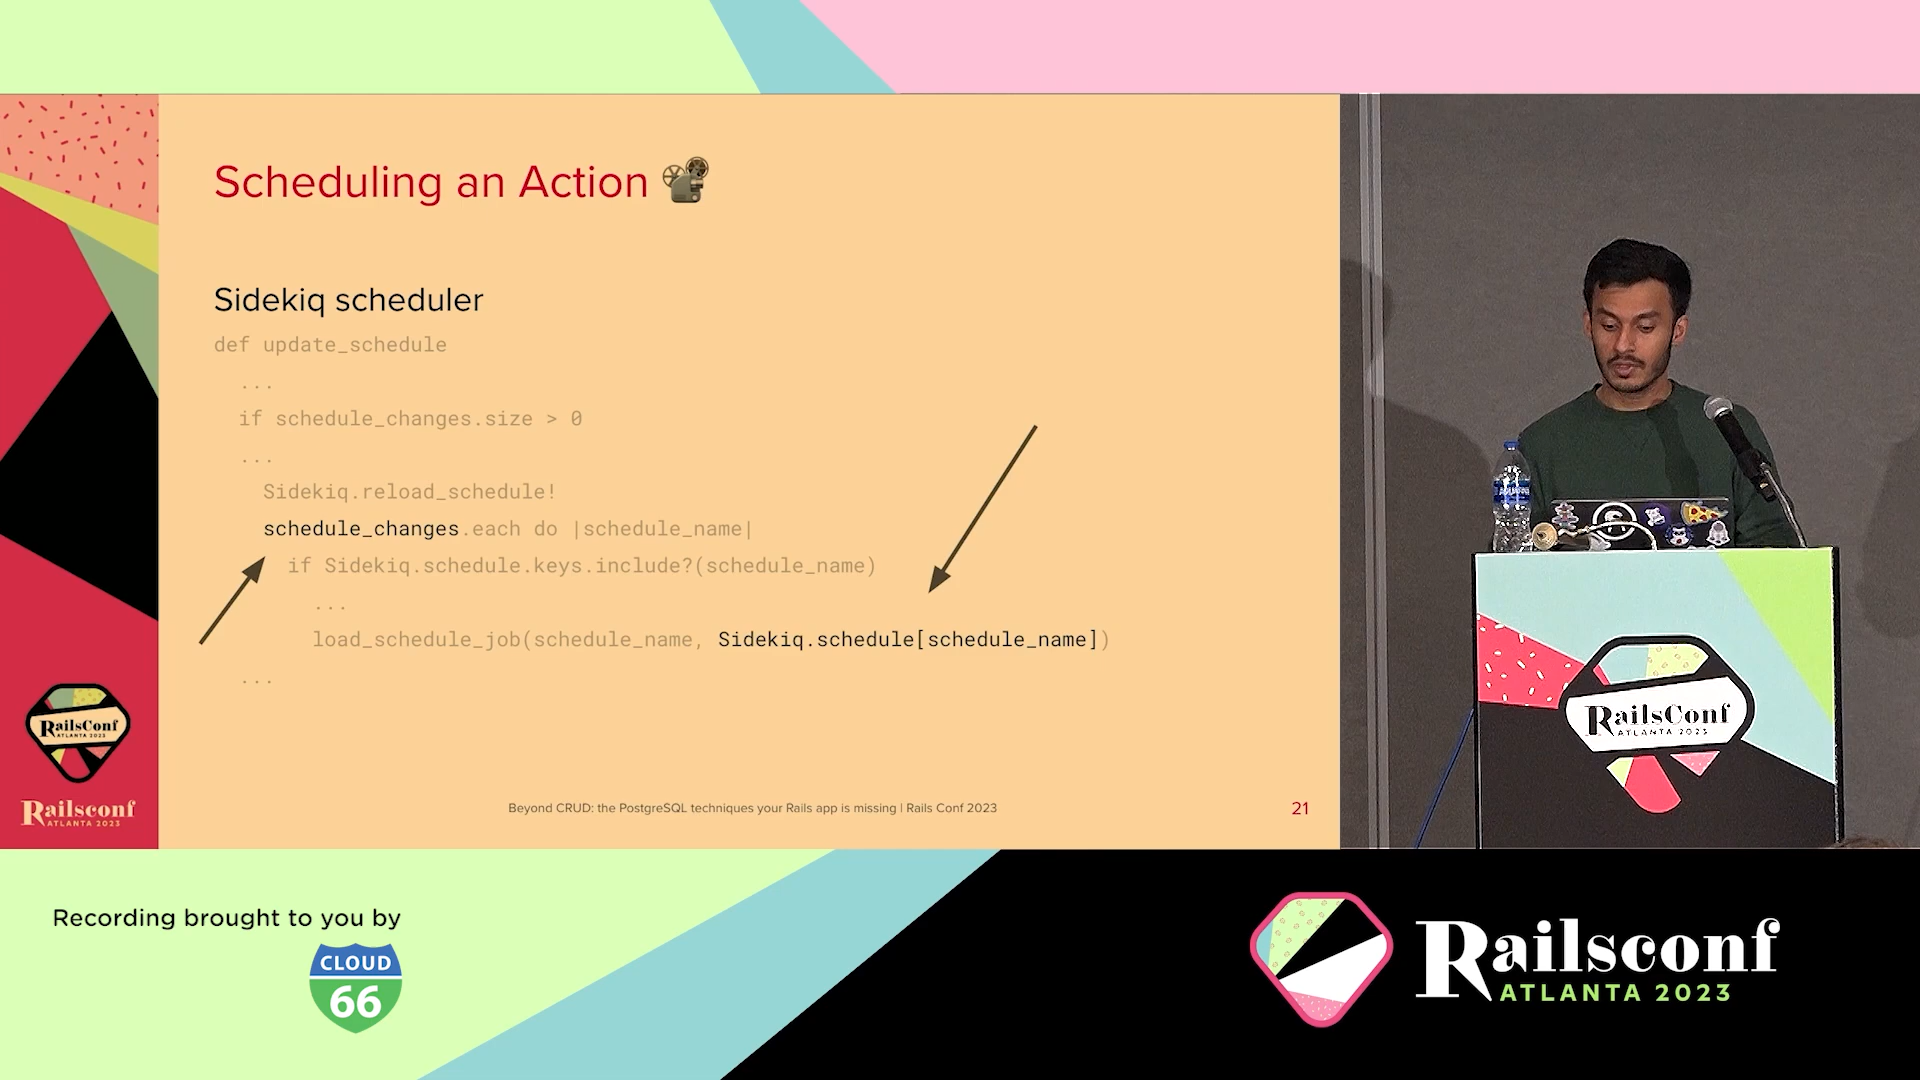 Scheduling an Action
Sidekiq scheduler
def update_schedule
...
if schedule_changes.size > 0
...
Sidekiq.reload_schedule!
schedule_changes.each do |schedule_name|
if Sidekiq.schedule.keys.include?(schedule_name)
...
load_schedule_job(schedule_name, Sidekiq.schedule[schedule_name])
...
Beyond CRUD: the PostgreSQL techniques your Rails app is missing | Rails Conf 2023
21
RailsConf
ATLANTA 2023
Railsconf
ATLANTA 2023
RailsConf
ATLANTA 2023
Recording brought to you by
CLOUD
66
Railsconf
ATLANTA 2023